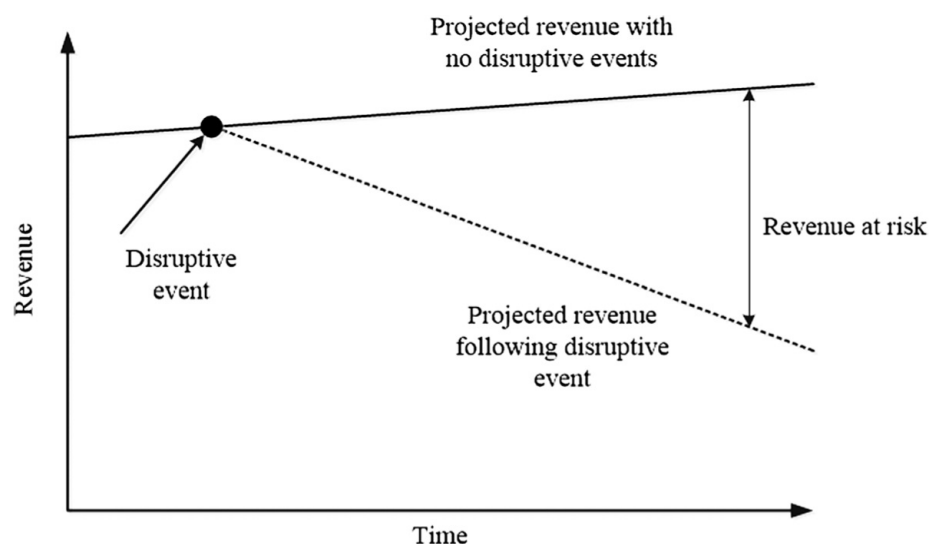 Projected revenue with
no disruptive events
Revenue
Disruptive
event
Revenue at risk
Projected revenue
following disruptive
event
Time